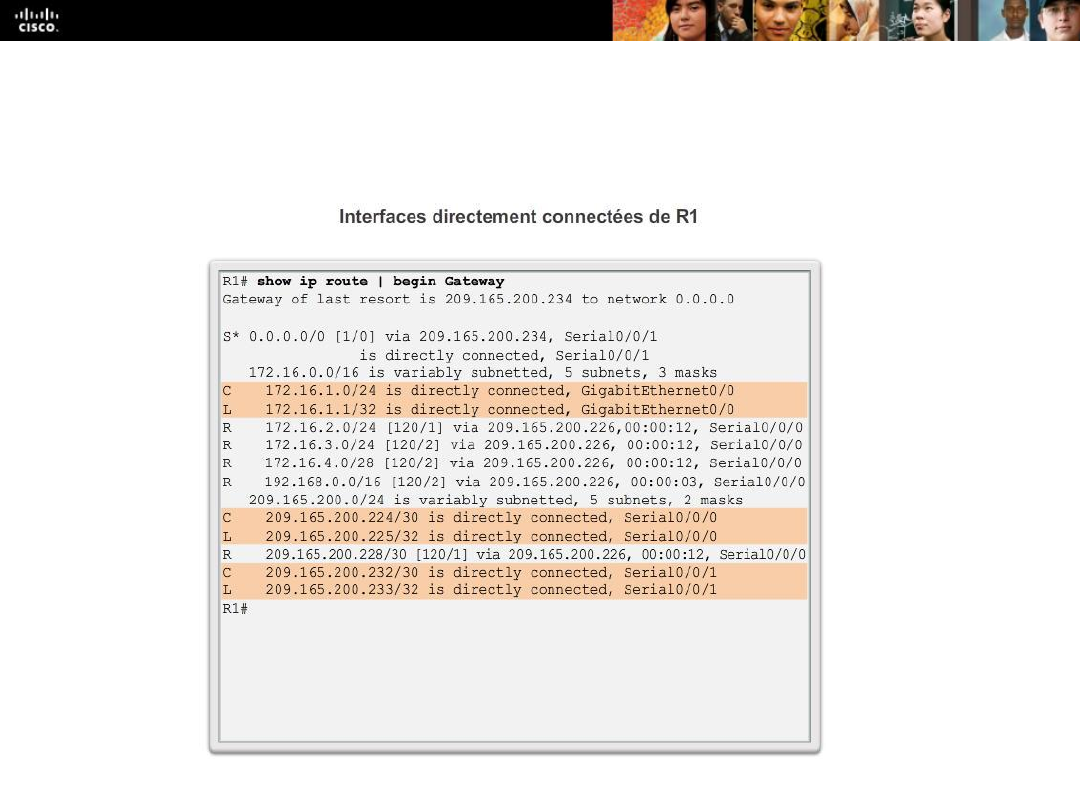 CISCO.
Interfaces directement connectées de R1
R1# show ip route | begin Gateway
Gateway of last resort is 209.165.200.234 to network 0.0.0.0
S* 0.0.0.0/0 [1/0] via 209.165.200.234, Serial0/0/1
is directly connected, Serial0/0/1
172.16.0.0/16 is variably subnetted, 5 subnets, 3 masks
C 172.16.1.0/24 is directly connected, GigabitEthernet0/0
L 172.16.1.1/32 is directly connected, GigabitEthernet0/0
R 172.16.2.0/24 [120/1] via 209.165.200.226,00:00:12, Serial0/0/0
R 172.16.3.0/24 [120/2] via 209.165.200.226, 00:00:12, Serial0/0/0
R 172.16.4.0/28 [120/2] via 209.165.200.226, 00:00:12, Serial0/0/0
R 192.168.0.0/16 [120/2] via 209.165.200.226, 00:00:03, Serial0/0/0
209.165.200.0/24 is variably subnetted, 5 subnets, 2 masks
C 209.165.200.224/30 is directly connected, Serial0/0/0
L 209.165.200.225/32 is directly connected, Serial0/0/0
R 209.165.200.228/30 [120/1] via 209.165.200.226, 00:00:12, Serial0/0/0
C 209.165.200.232/30 is directly connected, Serial0/0/1
L 209.165.200.233/32 is directly connected, Serial0/0/1
R1#